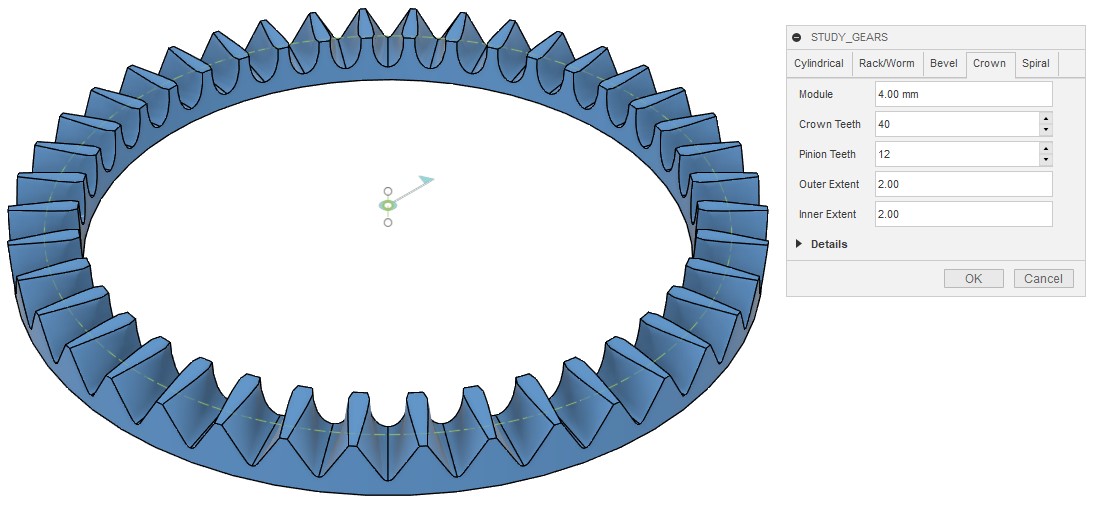 STUDY_GEARS
Cylindrical Rack/Worm Bevel Crown Spiral
Module 4.00 mm
Crown Teeth 40
Pinion Teeth 12
Outer Extent 2.00
Inner Extent 2.00
Details
OK Cancel